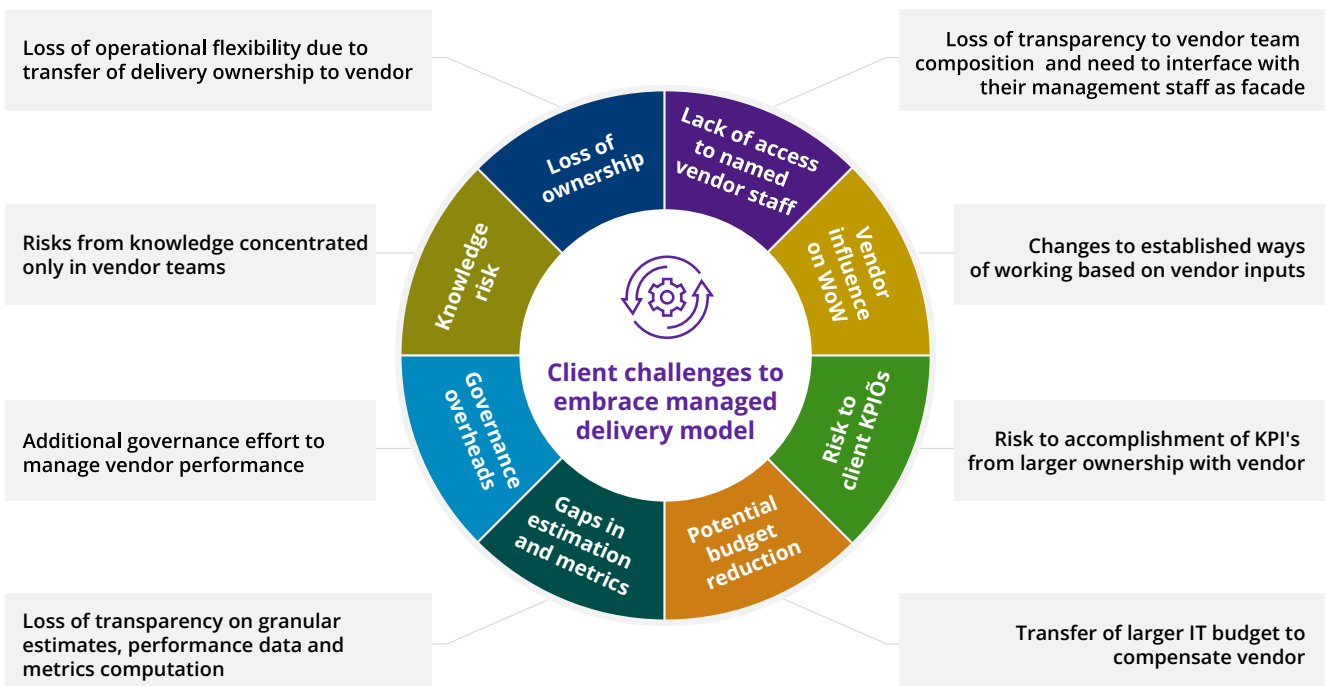 Loss of operational flexibility due to
transfer of delivery ownership to vendor
Loss of transparency to vendor team
composition and need to interface with
their management staff as facade
Loss of
ownership
Lack of access
to named
vendor staff
Risks from knowledge concentrated
only in vendor teams
Knowledge
risk
Vendor
influence
on WoW
Changes to established ways
of working based on vendor inputs
Client challenges to
embrace managed
delivery model
Additional governance effort to
manage vendor performance
Governance
overheads
Risk to
client KPIÕs
Risk to accomplishment of KPI's
from larger ownership with vendor
Gaps in
estimation
and metrics
Potential
budget
reduction
Loss of transparency on granular
estimates, performance data and
metrics computation
Transfer of larger IT budget to
compensate vendor